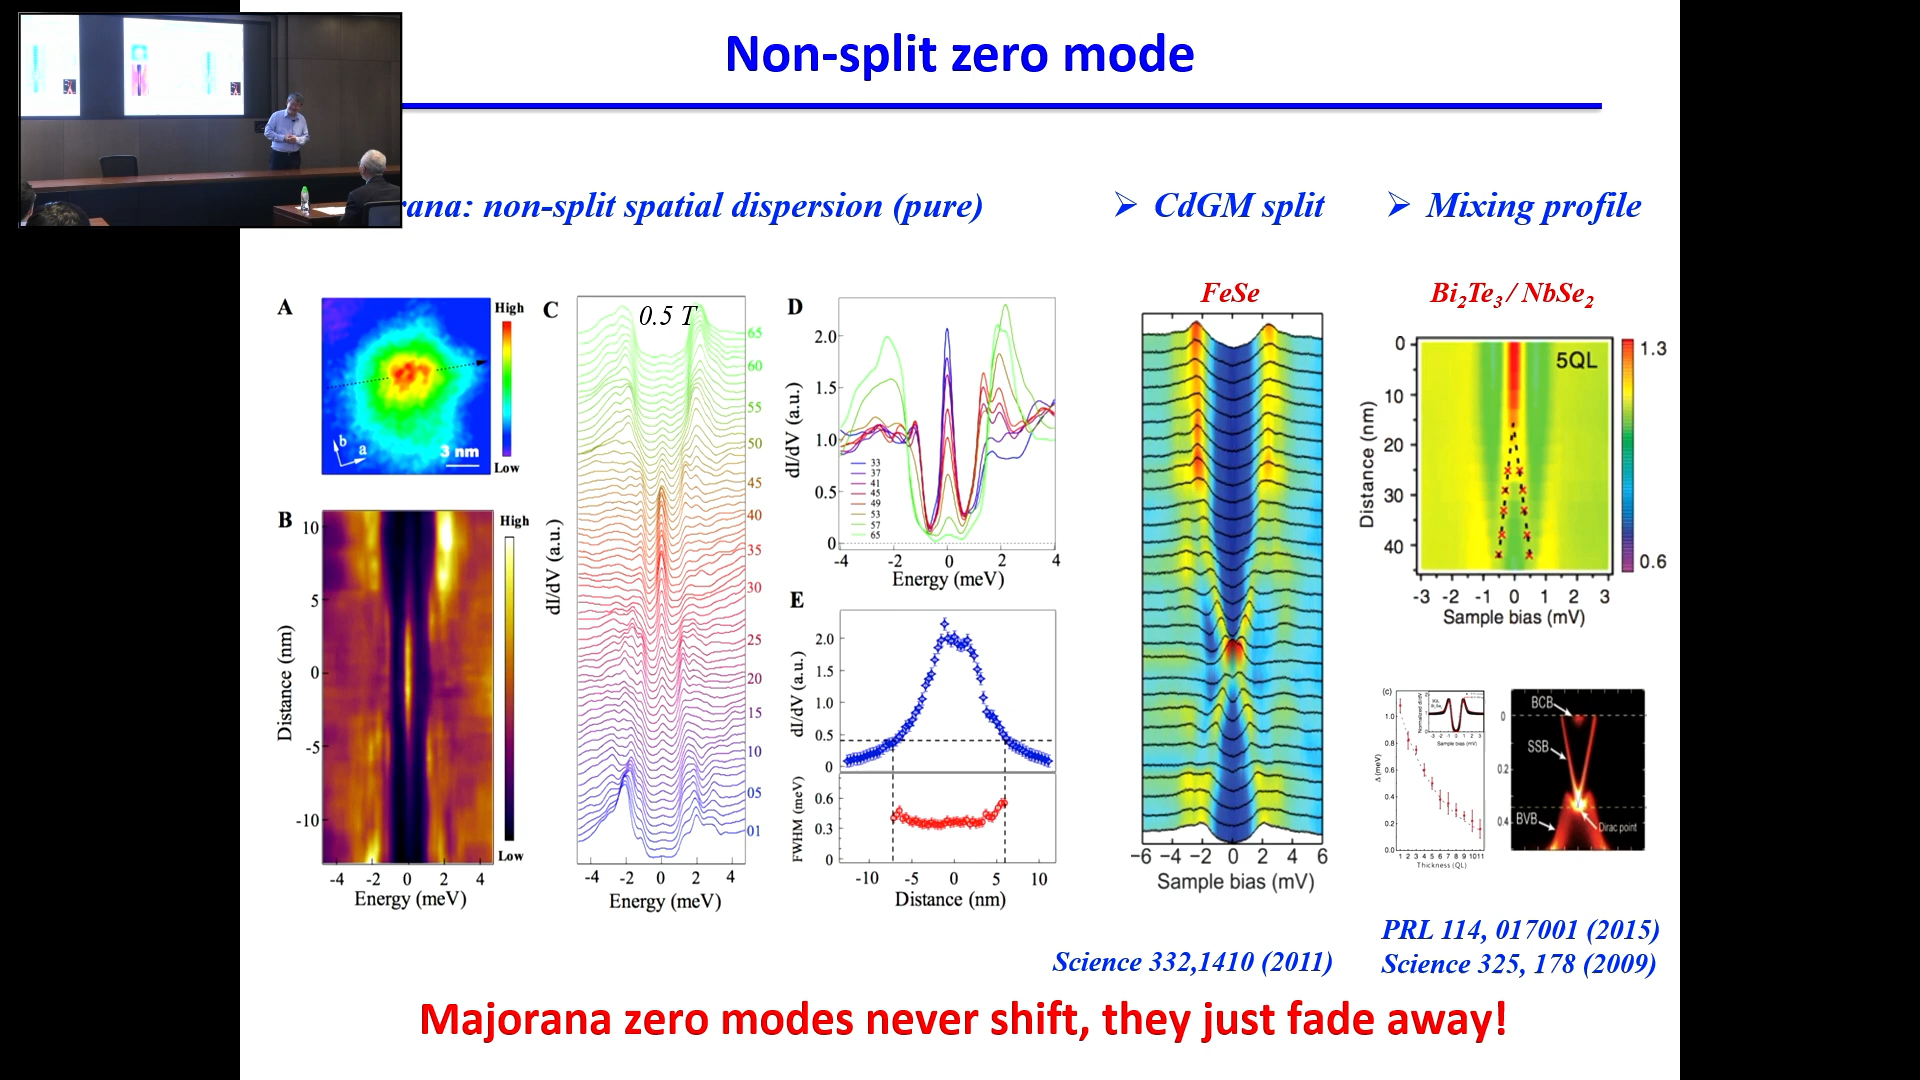 Non-split zero mode
rana: non-split spatial dispersion (pure)
➢ CdGM split
➢ Mixing profile
A
High
Low
b
a
3 nm
B
High
Low
10
5
0
-5
-10
Distance (nm)
-4 -2 0 2 4
Energy (meV)
C
0.5 T
65
60
55
50
45
40
35
30
25
20
15
10
05
01
dI/dV (a.u.)
-4 -2 0 2 4
Energy (meV)
D
2.0
1.5
1.0
0.5
0
dI/dV (a.u.)
33
37
41
45
49
53
57
65
-4 -2 0 2 4
Energy (meV)
E
2.0
1.5
1.0
0.5
0
dI/dV (a.u.)
0.6
0.3
0
FWHM (meV)
-10 -5 0 5 10
Distance (nm)
FeSe
-6 -4 -2 0 2 4 6
Sample bias (mV)
Bi2Te3 / NbSe2
5QL
0
10
20
30
40
Distance (nm)
1.3
0.6
-3 -2 -1 0 1 2 3
Sample bias (mV)
(c)
1.0
0.8
0.6
0.4
0.2
0.0
Δ (meV)
Normalized dI/dV
Sample bias (mV)
1 2 3 4 5 6 7 8 9 10 11
Thickness (QL)
0
0.2
0.4
BCB
SSB
BVB
Dirac point
Science 332,1410 (2011)
PRL 114, 017001 (2015)
Science 325, 178 (2009)
Majorana zero modes never shift, they just fade away!